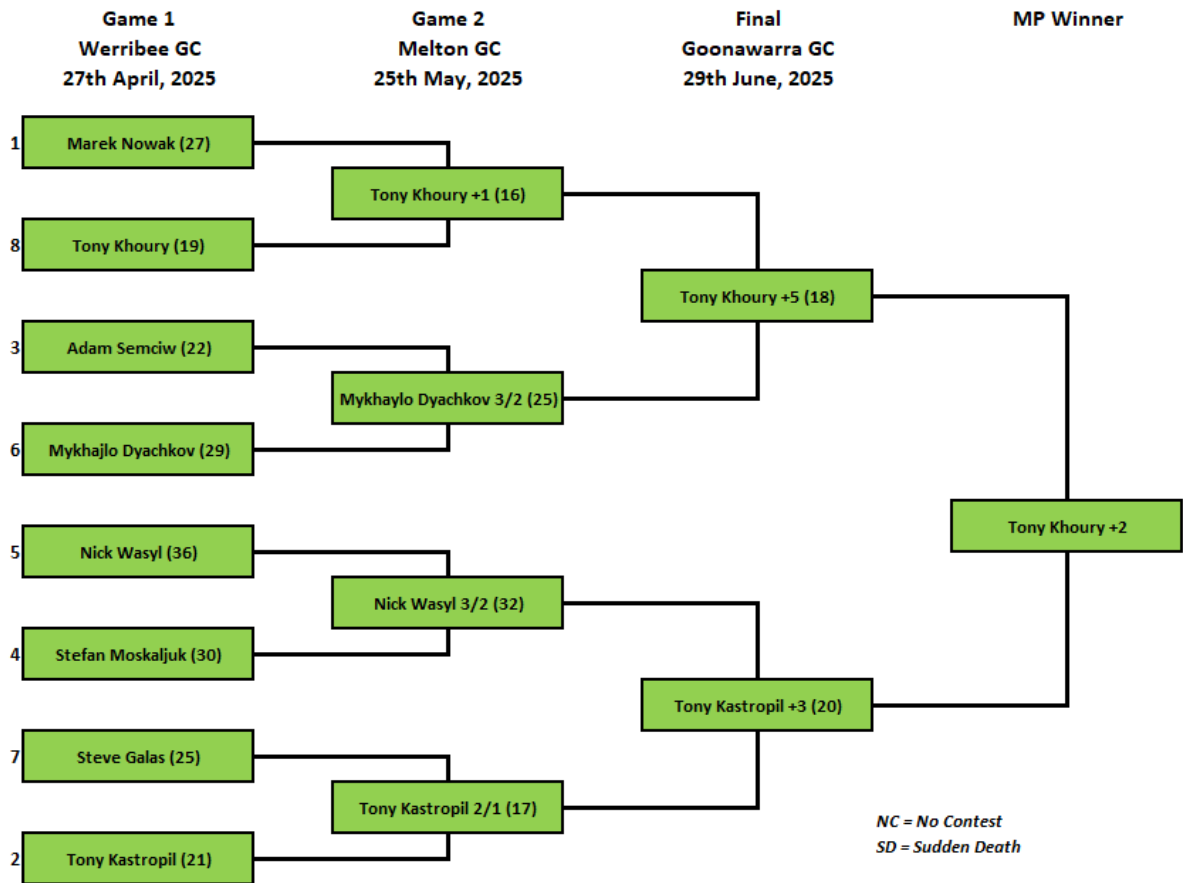 Game 1
Werribee GC
27th April, 2025
Game 2
Melton GC
25th May, 2025
Final
Goonawarra GC
29th June, 2025
MP Winner
1 Marek Nowak (27)
Tony Khoury +1 (16)
8 Tony Khoury (19)
Tony Khoury +5 (18)
3 Adam Semciw (22)
Mykhaylo Dyachkov 3/2 (25)
6 Mykhajlo Dyachkov (29)
Tony Khoury +2
5 Nick Wasyl (36)
Nick Wasyl 3/2 (32)
4 Stefan Moskaljuk (30)
Tony Kastropil +3 (20)
7 Steve Galas (25)
Tony Kastropil 2/1 (17)
2 Tony Kastropil (21)
NC = No Contest
SD = Sudden Death